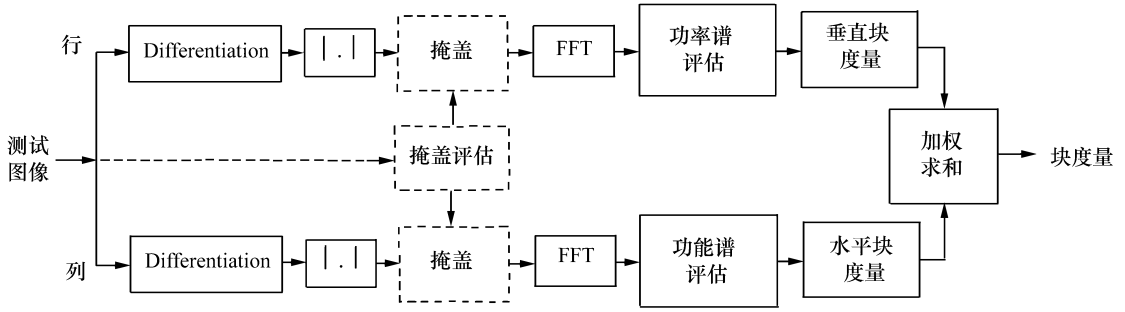 行
Differentiation
|.|
掩盖
FFT
功率谱
评估
垂直块
度量
测试
图像
掩盖评估
加权
求和
块度量
列
Differentiation
|.|
掩盖
FFT
功能谱
评估
水平块
度量